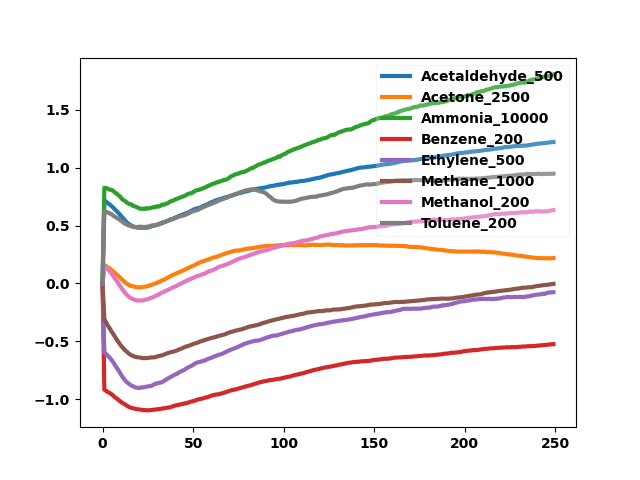 Acetaldehyde_500
Acetone_2500
Ammonia_10000
Benzene_200
Ethylene_500
Methane_1000
Methanol_200
Toluene_200
1.5
1.0
0.5
0.0
−0.5
−1.0
0 50 100 150 200 250